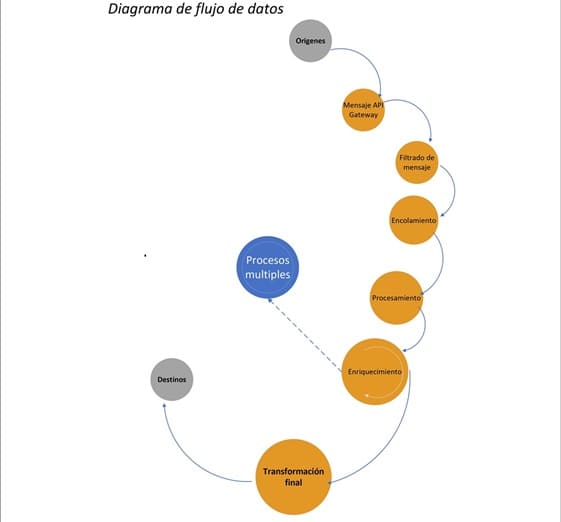 Diagrama de flujo de datos
Origenes
Mensaje API
Gateway
Filtrado de
mensaje
Encolamiento
Procesos
multiples
Procesamiento
Enriquecimiento
Destinos
Transformación
final